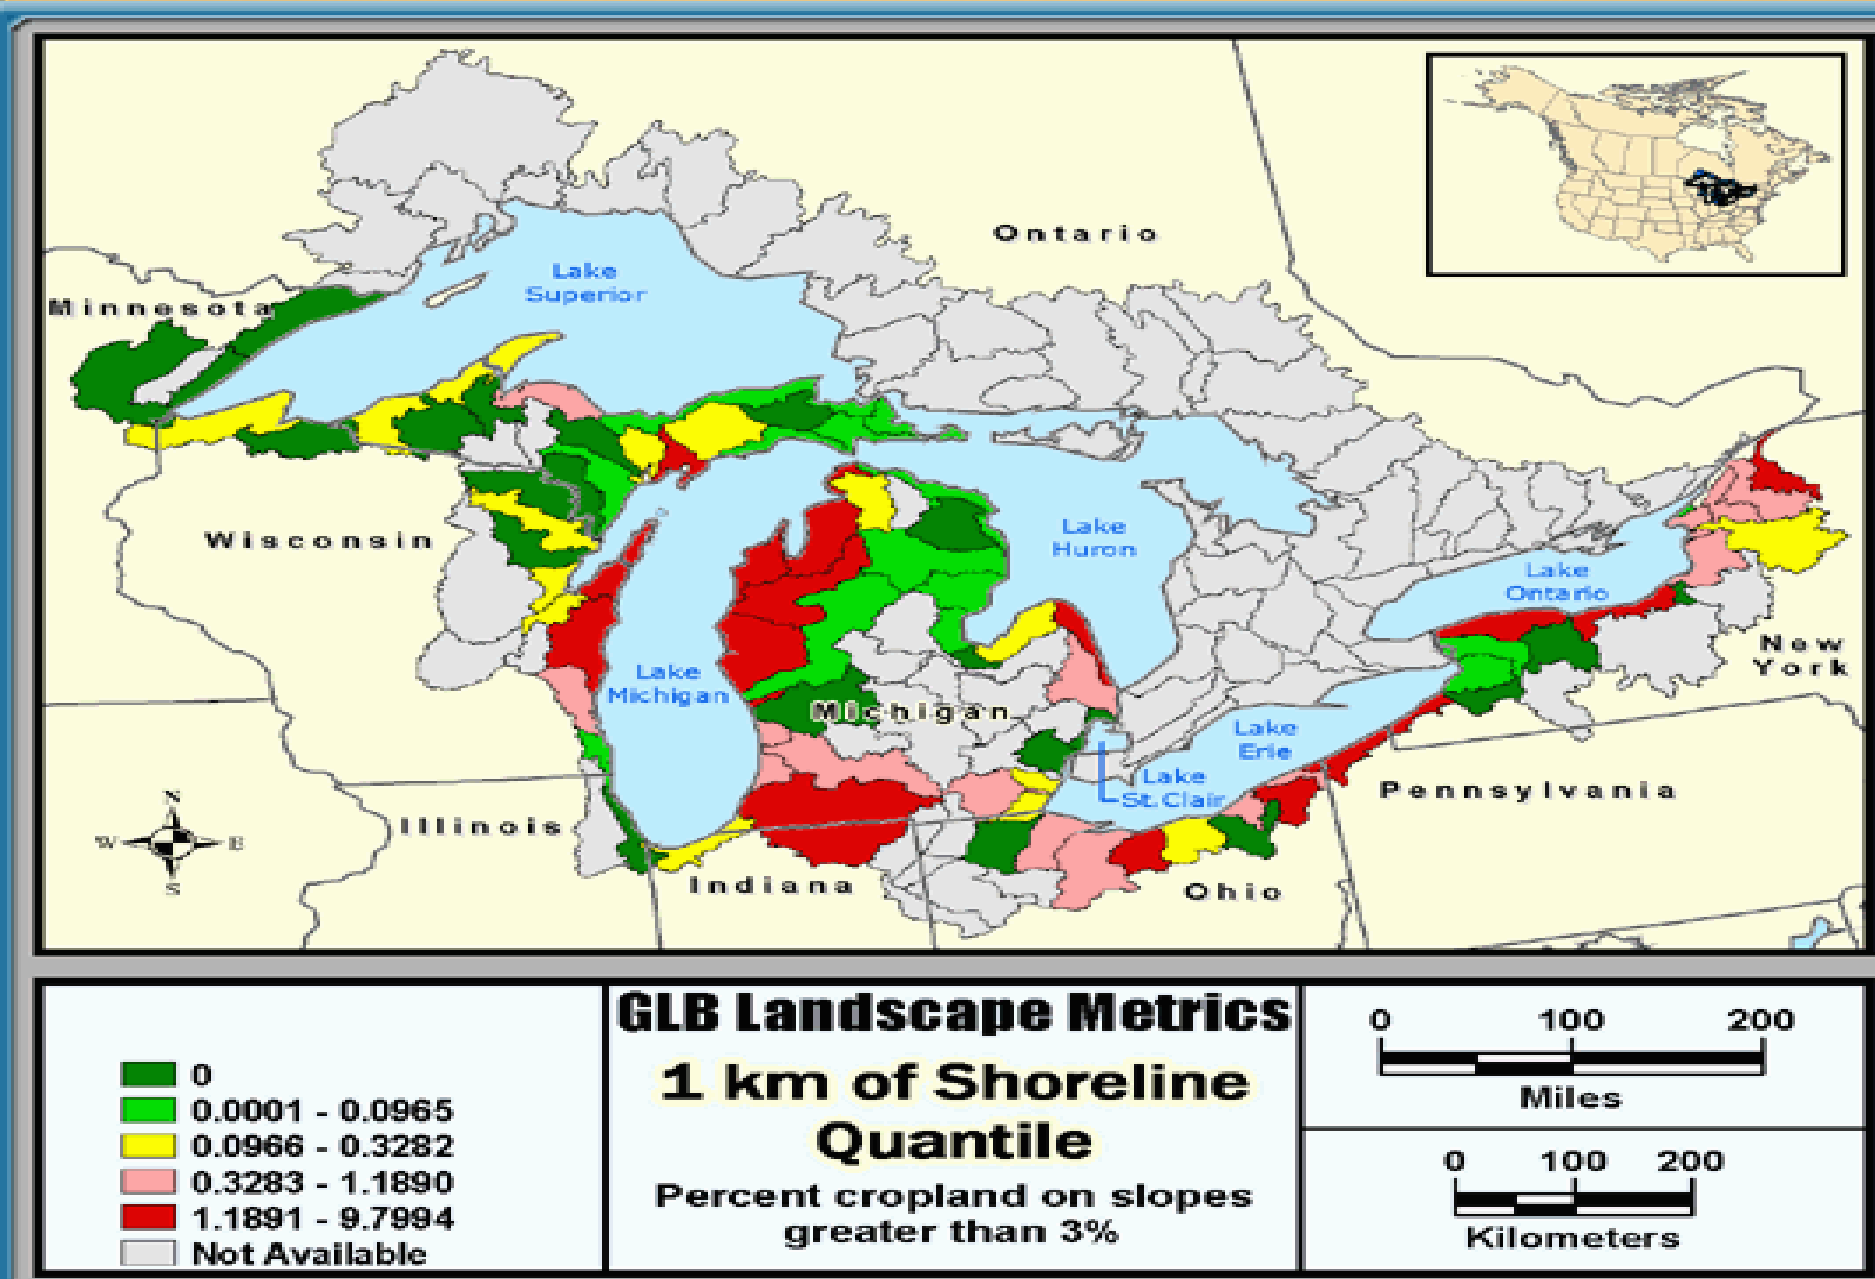 Ontario
Lake
Superior
Minnesota
Lake
Huron
Wisconsin
Lake
Ontario
New
York
Lake
Michigan
Michigan
Lake
Erie
Lake
St. Clair
Pennsylvania
Illinois
Indiana
Ohio
N
W
E
S
GLB Landscape Metrics
1 km of Shoreline
Quantile
Percent cropland on slopes
greater than 3%
0
0.0001 - 0.0965
0.0966 - 0.3282
0.3283 - 1.1890
1.1891 - 9.7994
Not Available
0 100 200
Miles
0 100 200
Kilometers